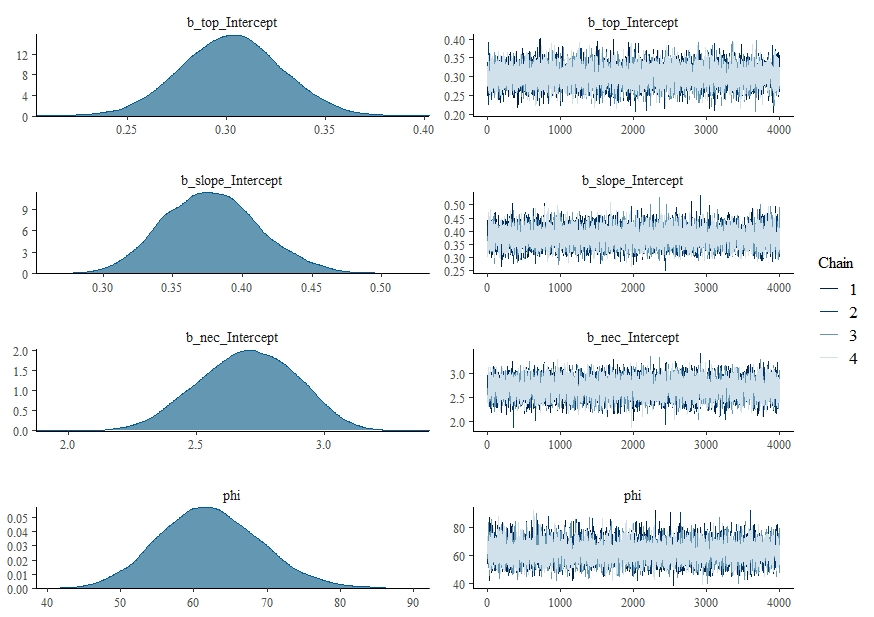 b_top_Intercept
12
8
4
0
0.25 0.30 0.35 0.40
b_top_Intercept
0.40
0.35
0.30
0.25
0.20
0 1000 2000 3000 4000
b_slope_Intercept
9
6
3
0
0.30 0.35 0.40 0.45 0.50
b_slope_Intercept
0.50
0.45
0.40
0.35
0.30
0.25
0 1000 2000 3000 4000
b_nec_Intercept
2.0
1.5
1.0
0.5
0.0
2.0 2.5 3.0
b_nec_Intercept
3.0
2.5
2.0
0 1000 2000 3000 4000
phi
0.05
0.04
0.03
0.02
0.01
0.00
40 50 60 70 80 90
phi
80
60
40
0 1000 2000 3000 4000
Chain
1
2
3
4